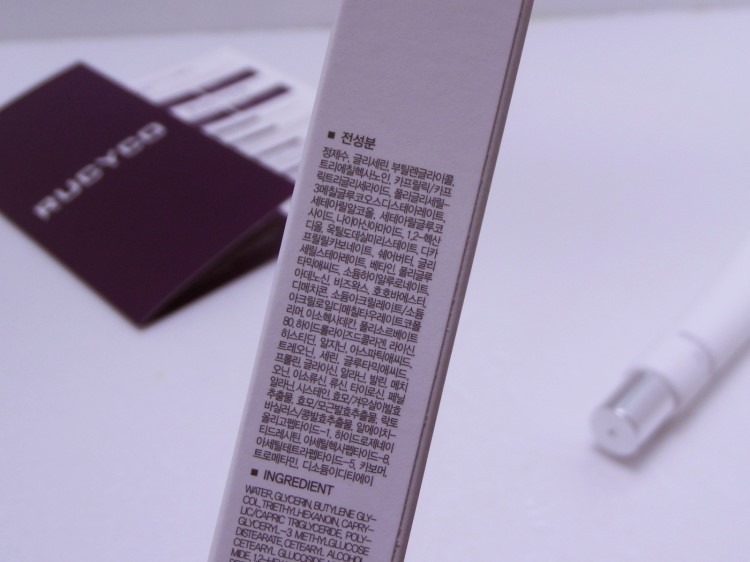 RUCYCO
■ 전성분
정제수, 글리세린, 부틸렌글라이콜,
트리에칠헥사노인, 카프릴릭/카프
릭트리글리세라이드, 폴리글리세릴-
3메칠글루코오스디스테아레이트,
세테아릴알코올, 세테아릴글루코
사이드, 나이아신아마이드, 1,2-헥산
디올, 옥틸도데실미리스테이트, 다카
프릴릴카보네이트, 쉐어버터, 글리
세릴스테아레이트, 베타인, 폴리글루
타믹애씨드, 소듐하이알루로네이트,
아데노신, 비즈왁스, 호호바에스터,
디메치콘, 소듐아크릴레이트/소듐
아크릴로일디메칠타우레이트코폴
리머, 이소헥사데칸, 폴리소르베이트
80, 하이드롤라이즈드콜라겐, 라이신,
히스티딘, 알지닌, 아스파틱애씨드,
트레오닌, 세린, 글루타믹애씨드,
프롤린, 글라이신, 알라닌, 발린, 메치
오닌, 이소류신, 류신, 타이로신, 페닐
알라닌, 시스테인, 효모/겨우살이발효
추출물, 효모/모근발효추출물, 락토
바실러스/콩발효추출물, 알에이치-
올리고펩타이드-1, 하이드로제네이
티드레시틴, 아세틸헥사펩타이드-8,
아세틸테트라펩타이드-5, 카보머,
트로메타민, 디소듐이디티에이
■ INGREDIENT
WATER, GLYCERIN, BUTYLENE GLY-
COL, TRIETHYLHEXANOIN, CAPRY-
LIC/CAPRIC TRIGLYCERIDE, POLY-
GLYCERYL-3 METHYLGLUCOSE
DISTEARATE, CETEARYL ALCOHOL,
CETEARYL GLUCOSIDE
MIDE, 1,2-